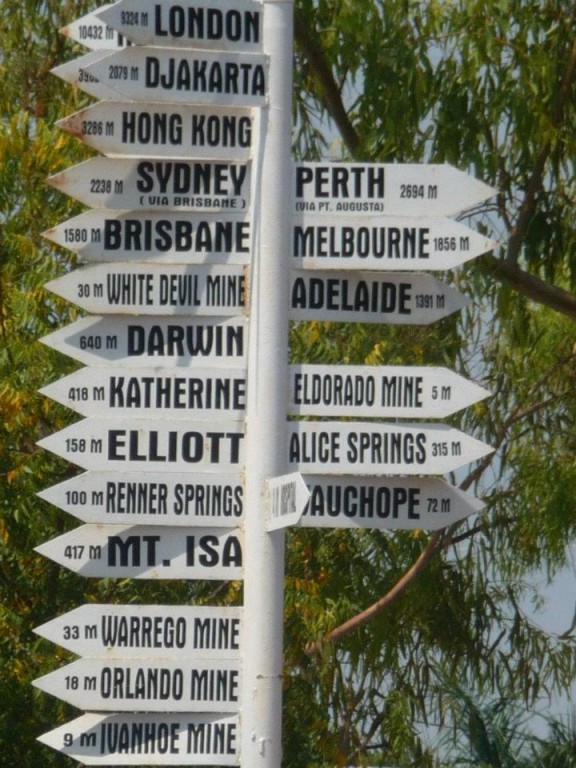 10432 M
9324 M LONDON
2079 M DJAKARTA
3286 M HONG KONG
2238 M SYDNEY
( VIA BRISBANE )
PERTH 2694 M
(VIA PT. AUGUSTA)
1580 M BRISBANE
MELBOURNE 1856 M
30 M WHITE DEVIL MINE
ADELAIDE 1391 M
640 M DARWIN
418 M KATHERINE
ELDORADO MINE 5 M
158 M ELLIOTT
ALICE SPRINGS 315 M
100 M RENNER SPRINGS
HOSPITAL
WAUCHOPE 72 M
417 M MT. ISA
33 M WARREGO MINE
18 M ORLANDO MINE
9 M IVANHOE MINE